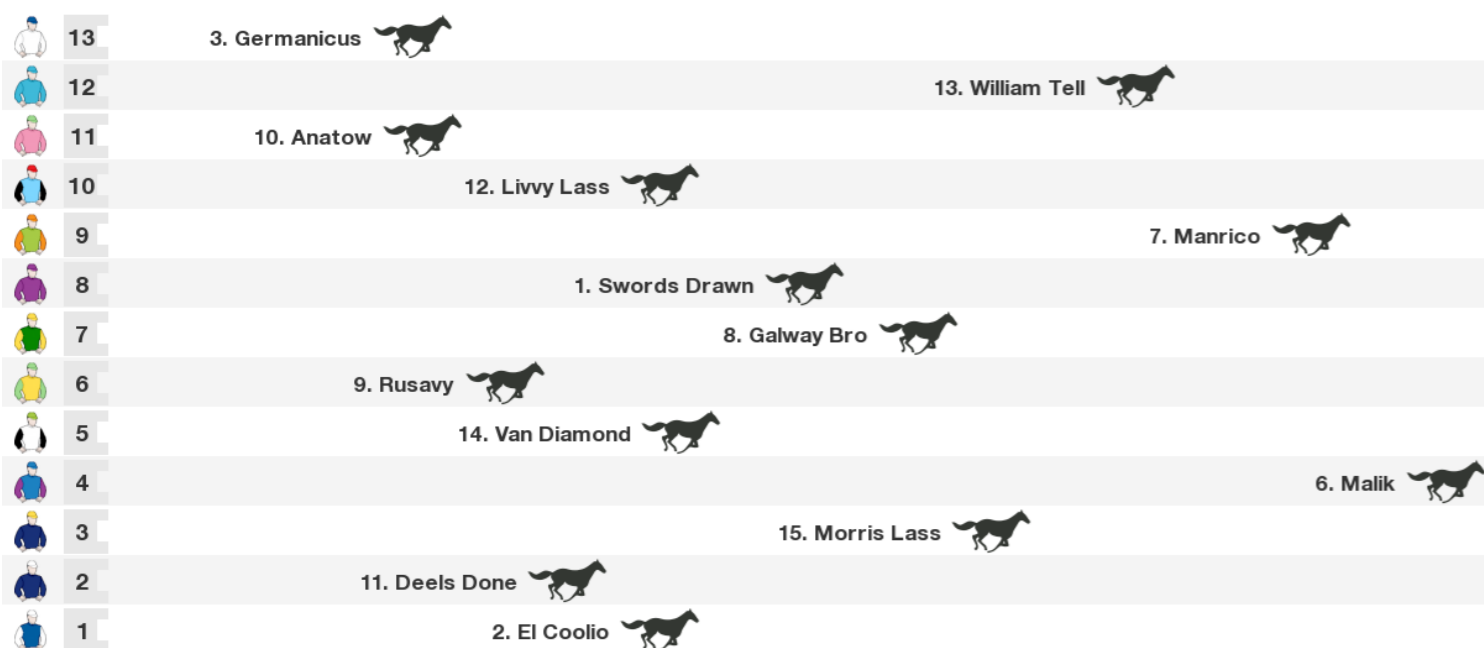 13 3. Germanicus
12 13. William Tell
11 10. Anatow
10 12. Livvy Lass
9 7. Manrico
8 1. Swords Drawn
7 8. Galway Bro
6 9. Rusavy
5 14. Van Diamond
4 6. Malik
3 15. Morris Lass
2 11. Deels Done
1 2. El Coolio